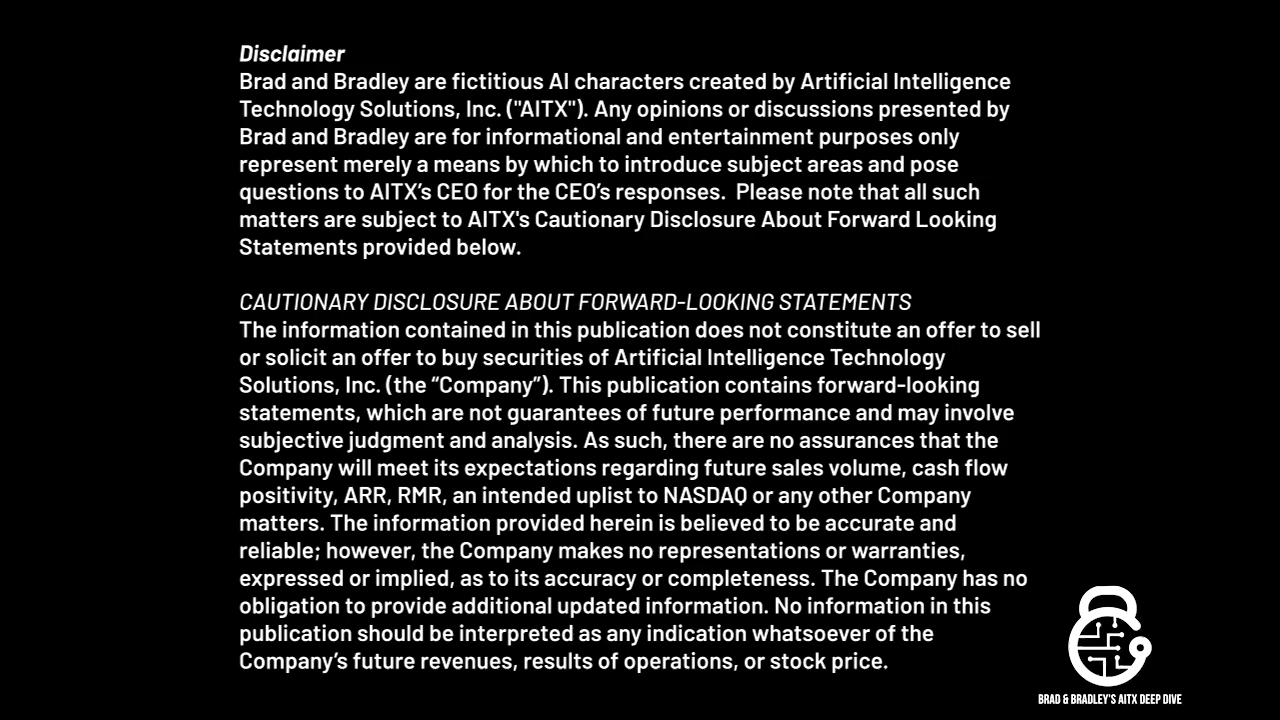 Disclaimer
Brad and Bradley are fictitious AI characters created by Artificial Intelligence
Technology Solutions, Inc. ("AITX"). Any opinions or discussions presented by
Brad and Bradley are for informational and entertainment purposes only
represent merely a means by which to introduce subject areas and pose
questions to AITX’s CEO for the CEO’s responses.  Please note that all such
matters are subject to AITX's Cautionary Disclosure About Forward Looking
Statements provided below.

CAUTIONARY DISCLOSURE ABOUT FORWARD-LOOKING STATEMENTS
The information contained in this publication does not constitute an offer to sell
or solicit an offer to buy securities of Artificial Intelligence Technology
Solutions, Inc. (the “Company”). This publication contains forward-looking
statements, which are not guarantees of future performance and may involve
subjective judgment and analysis. As such, there are no assurances that the
Company will meet its expectations regarding future sales volume, cash flow
positivity, ARR, RMR, an intended uplist to NASDAQ or any other Company
matters. The information provided herein is believed to be accurate and
reliable; however, the Company makes no representations or warranties,
expressed or implied, as to its accuracy or completeness. The Company has no
obligation to provide additional updated information. No information in this
publication should be interpreted as any indication whatsoever of the
Company’s future revenues, results of operations, or stock price.
BRAD & BRADLEY'S AITX DEEP DIVE